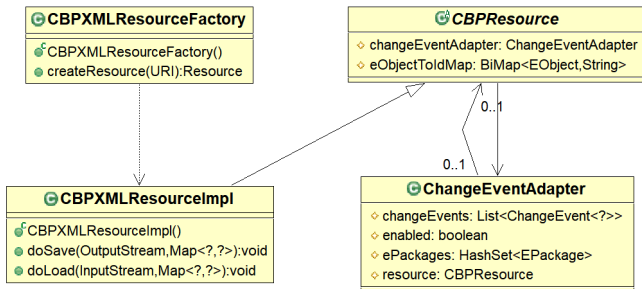 CBPXMLResourceFactory
CBPXMLResourceFactory()
createResource(URI):Resource
CBPResource
changeEventAdapter: ChangeEventAdapter
eObjectToIdMap: BiMap<EObject,String>
0..1
0..1
CBPXMLResourceImpl
CBPXMLResourceImpl()
doSave(OutputStream,Map<?,?>):void
doLoad(InputStream,Map<?,?>):void
ChangeEventAdapter
changeEvents: List<ChangeEvent<?>>
enabled: boolean
ePackages: HashSet<EPackage>
resource: CBPResource